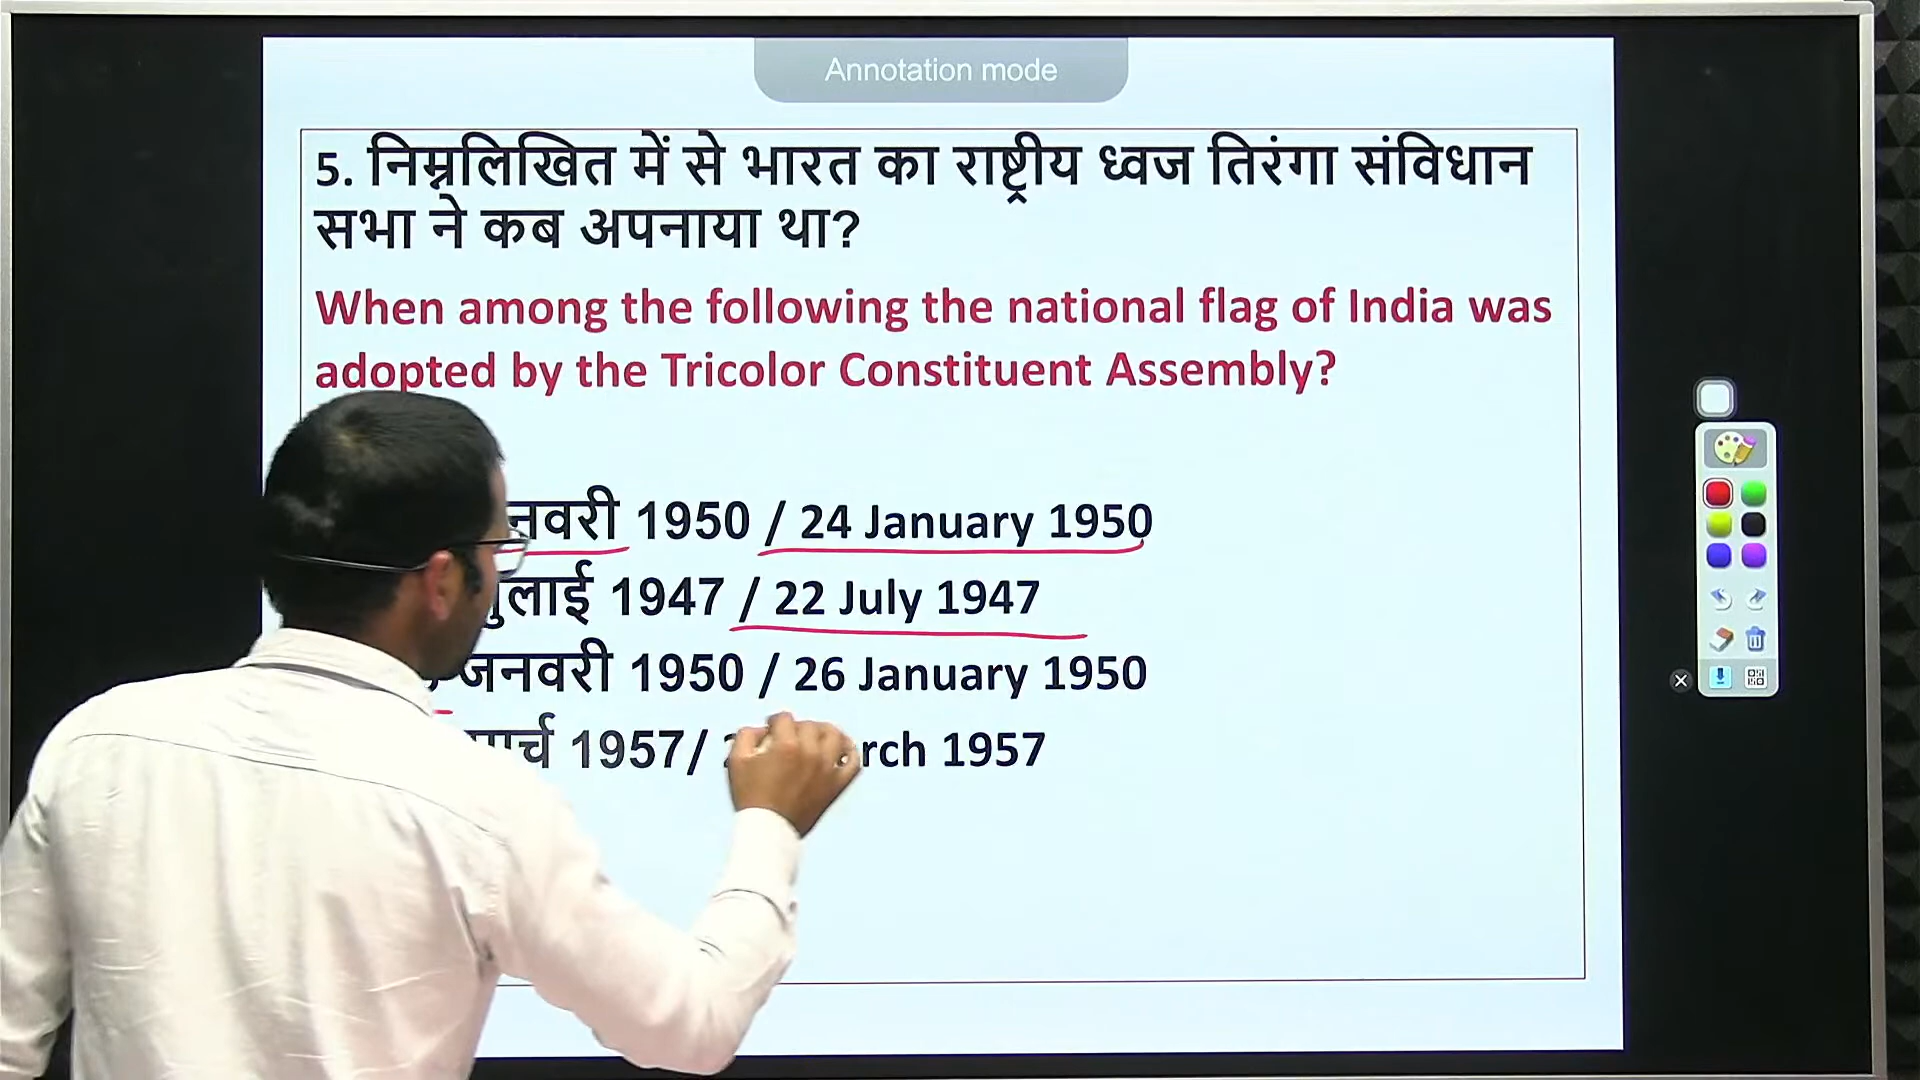 Annotation mode
5. निम्नलिखित में से भारत का राष्ट्रीय ध्वज तिरंगा संविधान
सभा ने कब अपनाया था?
When among the following the national flag of India was
adopted by the Tricolor Constituent Assembly?
1950 / 24 January 1950
1947 / 22 July 1947
जनवरी 1950 / 26 January 1950
1957/ 1957